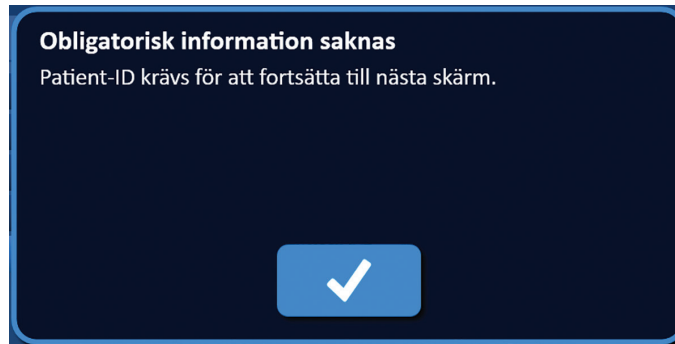 Obligatorisk information saknas
Patient-ID krävs för att fortsätta till nästa skärm.